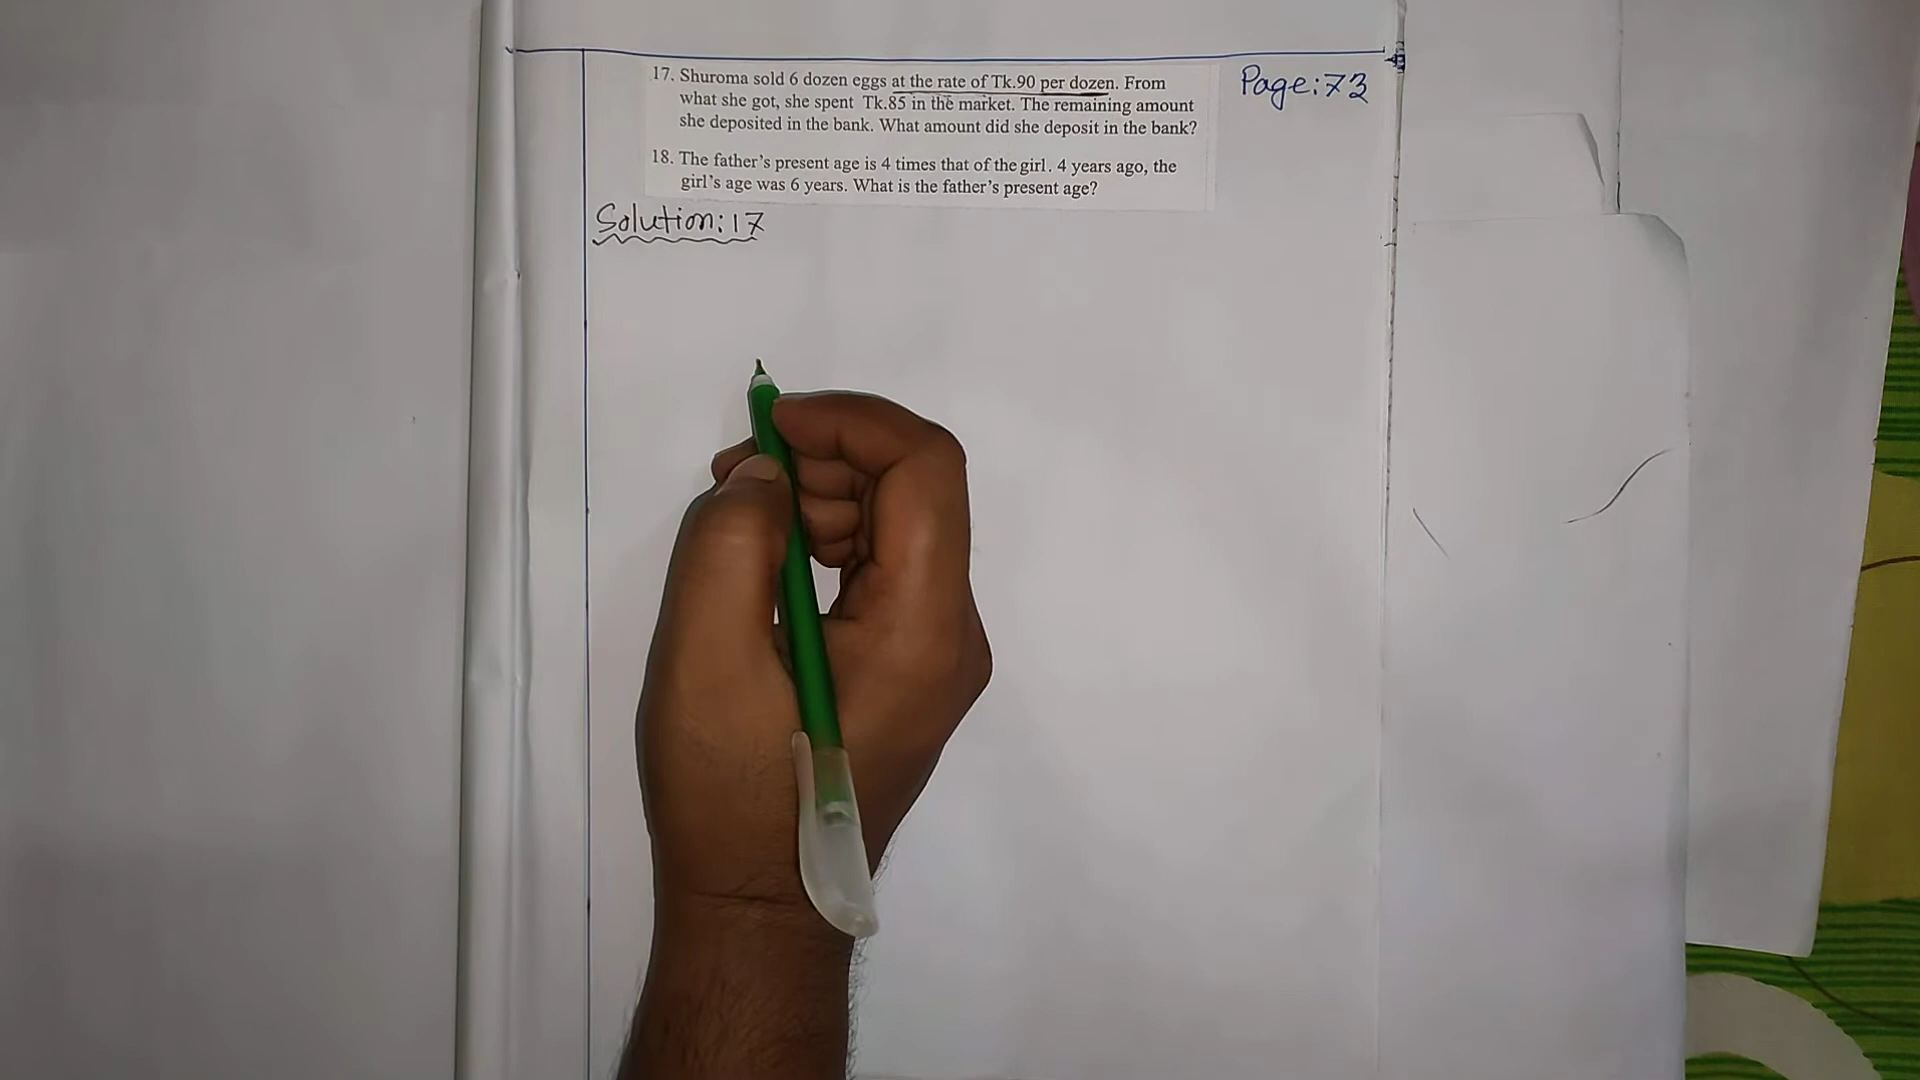 17. Shuroma sold 6 dozen eggs at the rate of Tk.90 per dozen. From
what she got, she spent Tk.85 in the market. The remaining amount
she deposited in the bank. What amount did she deposit in the bank?
Page:73
18. The father's present age is 4 times that of the girl. 4 years ago, the
girl's age was 6 years. What is the father's present age?
Solution:17